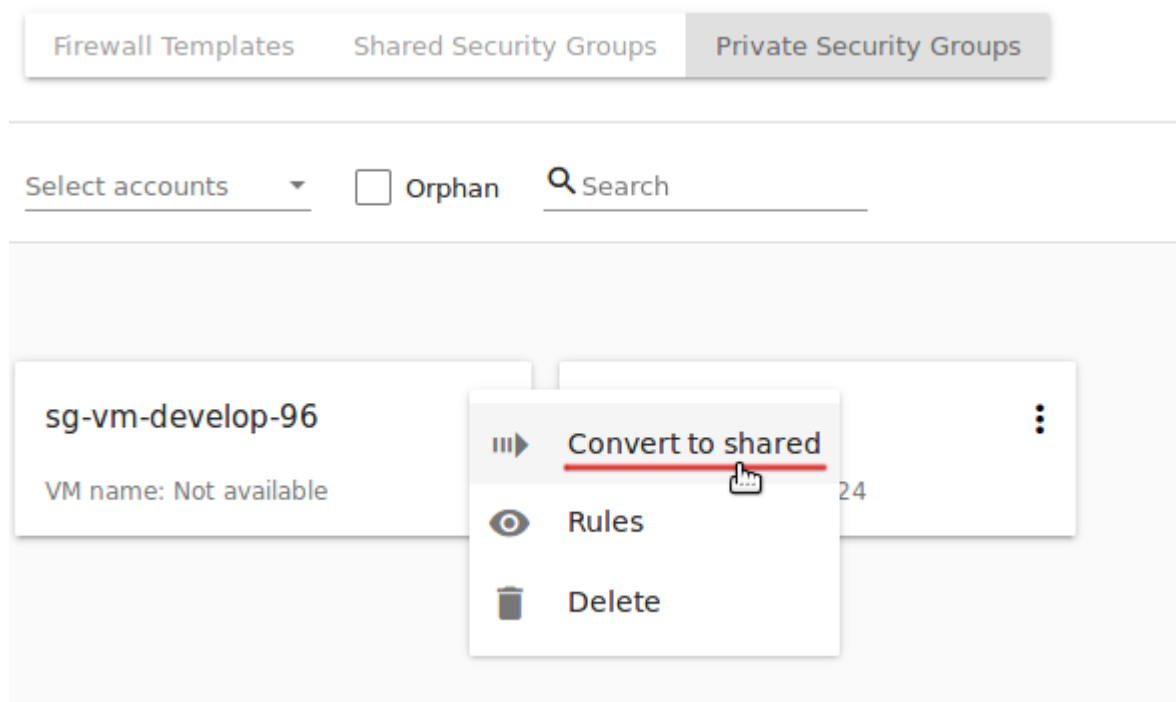 Firewall Templates Shared Security Groups Private Security Groups
Select accounts Orphan Search
sg-vm-develop-96
VM name: Not available
Convert to shared
24
Rules
Delete